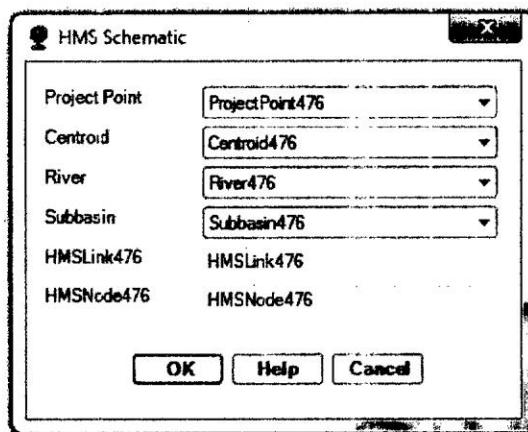 HMS Schematic
Project Point ProjectPoint476
Centroid Centroid476
River River476
Subbasin Subbasin476
HMSLink476 HMSLink476
HMSNode476 HMSNode476
OK Help Cancel